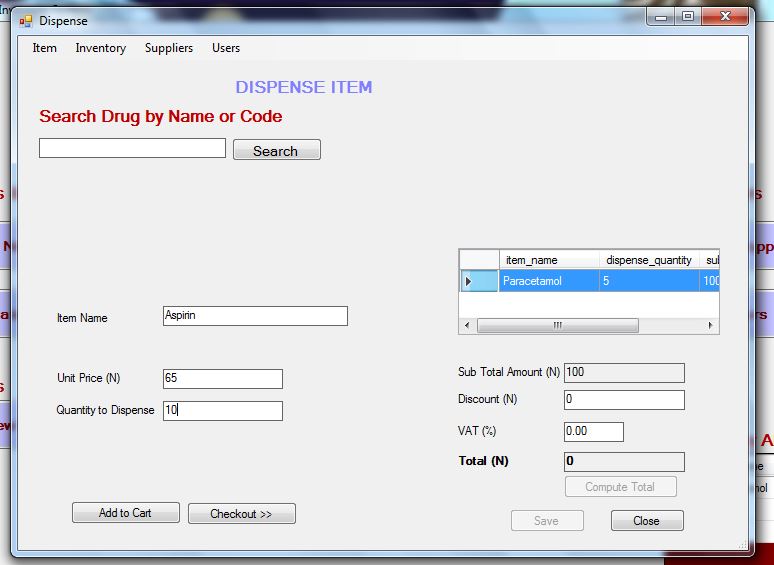 Dispense
Item Inventory Suppliers Users
DISPENSE ITEM
Search Drug by Name or Code
Search
item_name dispense_quantity sub
Paracetamol 5 100
Item Name Aspirin
Unit Price (N) 65
Quantity to Dispense 10
Sub Total Amount (N) 100
Discount (N) 0
VAT (%) 0.00
Total (N) 0
Compute Total
Add to Cart Checkout >>
Save Close